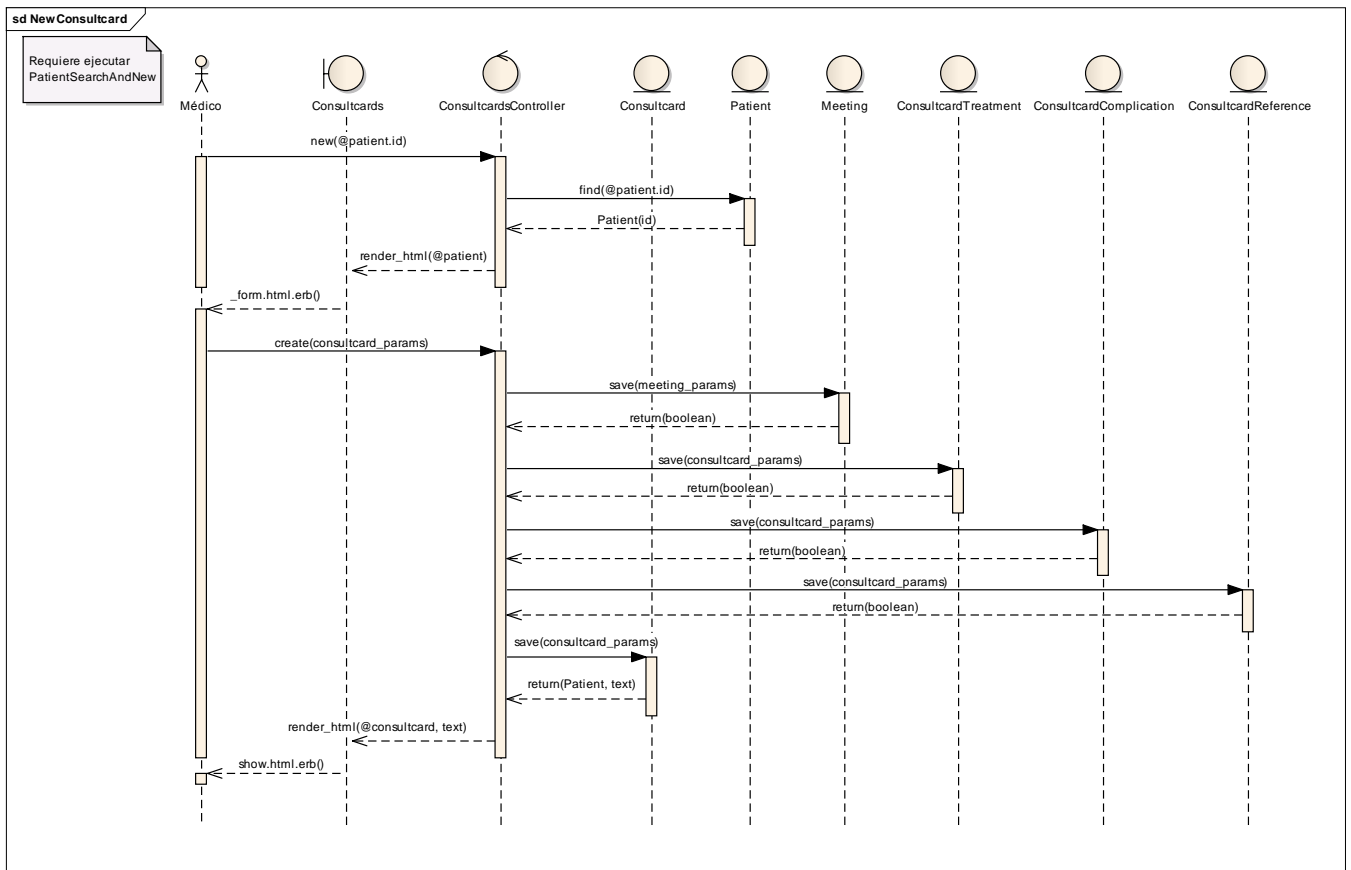 sd NewConsultcard
Requiere ejecutar
PatientSearchAndNew
Médico
Consultcards
ConsultcardsController
Consultcard
Patient
Meeting
ConsultcardTreatment
ConsultcardComplication
ConsultcardReference
new(@patient.id)
find(@patient.id)
Patient(id)
render_html(@patient)
_form.html.erb()
create(consultcard_params)
save(meeting_params)
return(boolean)
save(consultcard_params)
return(boolean)
save(consultcard_params)
return(boolean)
save(consultcard_params)
return(boolean)
save(consultcard_params)
return(Patient, text)
render_html(@consultcard, text)
show.html.erb()